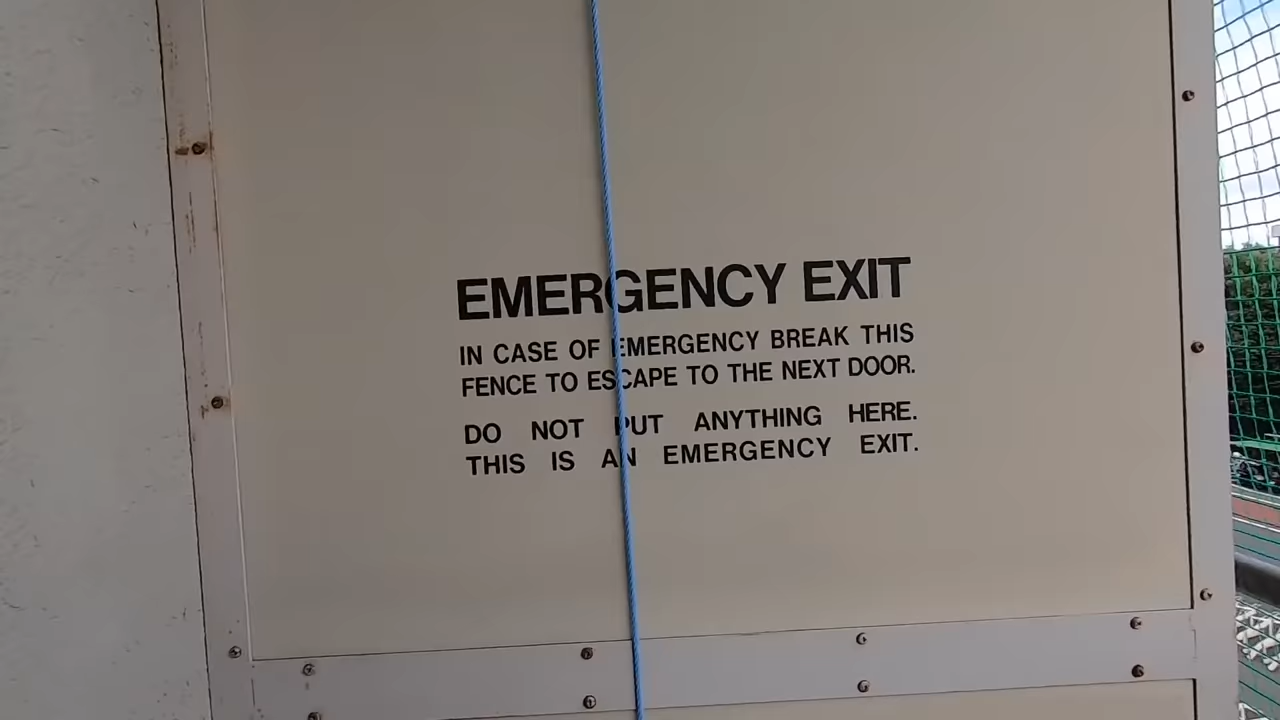 EMERGENCY EXIT
IN CASE OF EMERGENCY BREAK THIS
FENCE TO ESCAPE TO THE NEXT DOOR.
DO NOT PUT ANYTHING HERE.
THIS IS AN EMERGENCY EXIT.